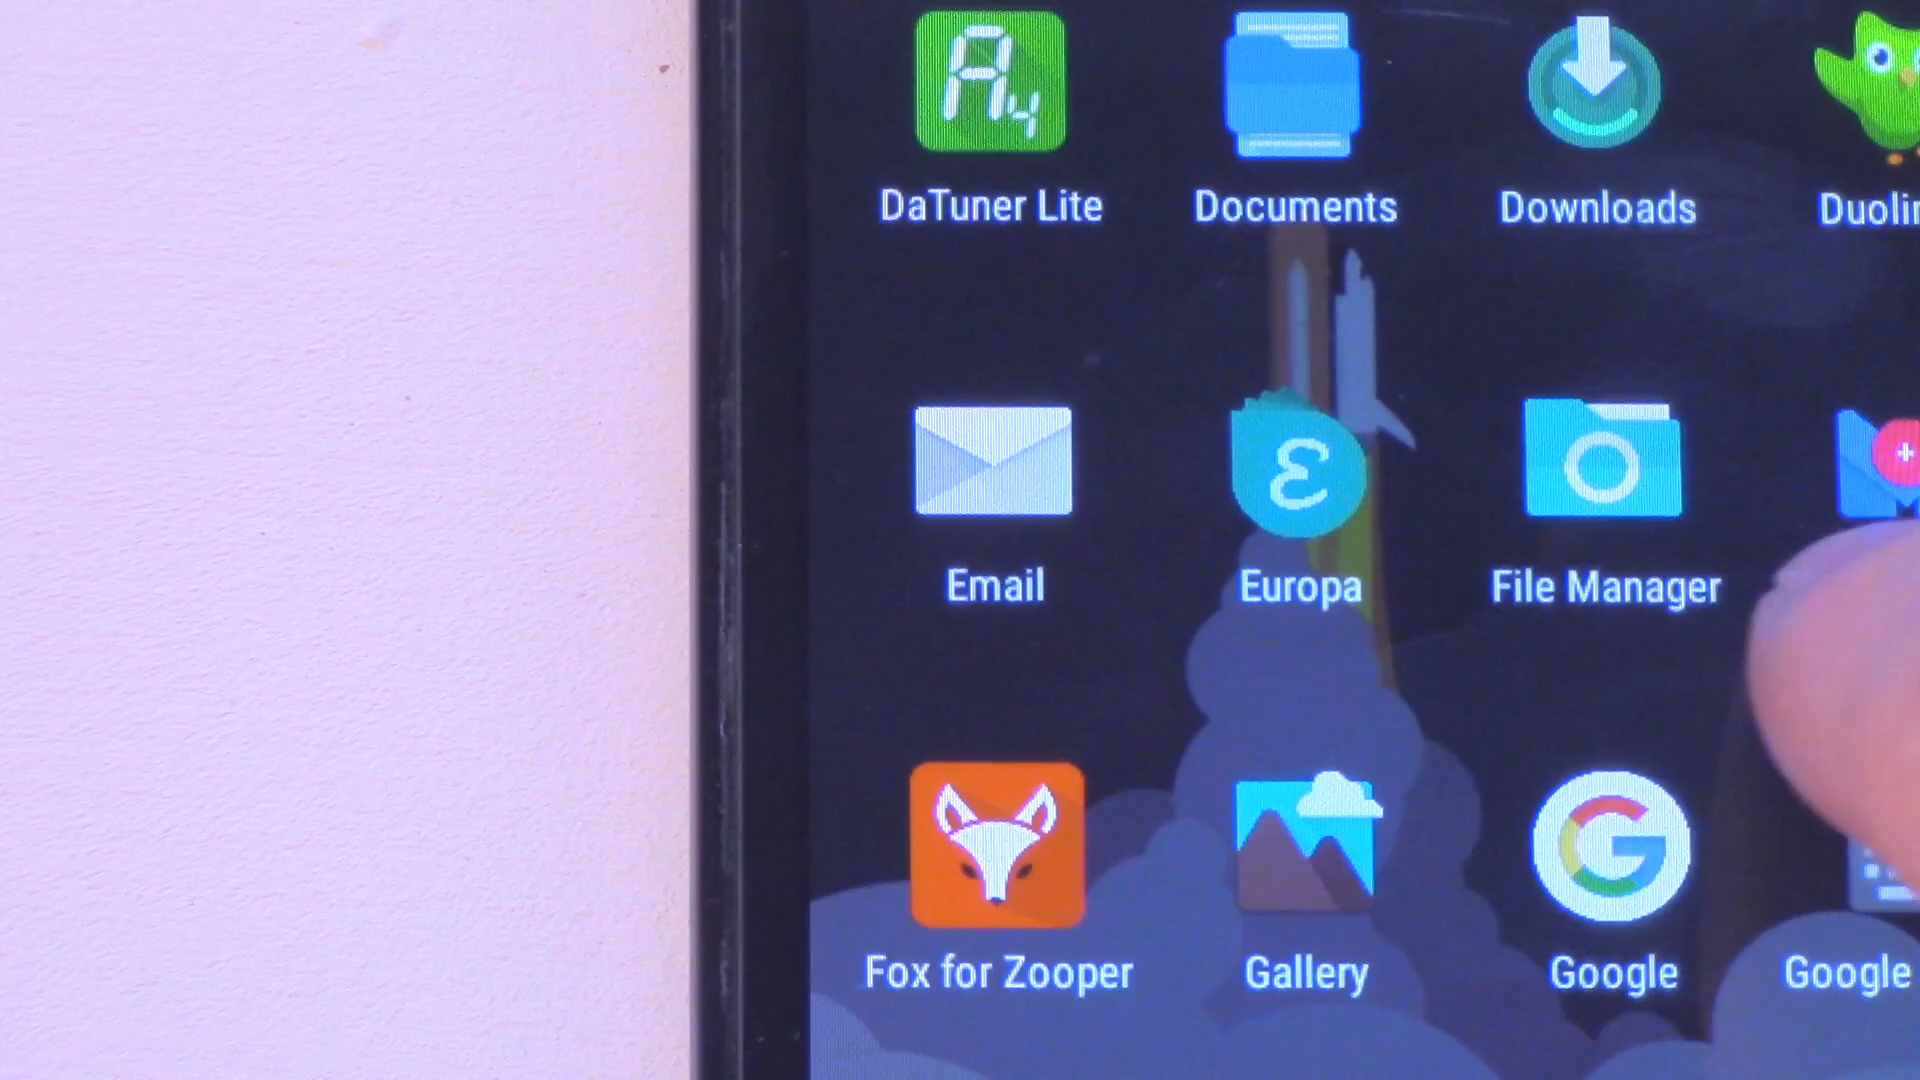 DaTuner Lite
Documents
Downloads
Email
Europa
File Manager
Fox for Zooper
Gallery
Google
Google